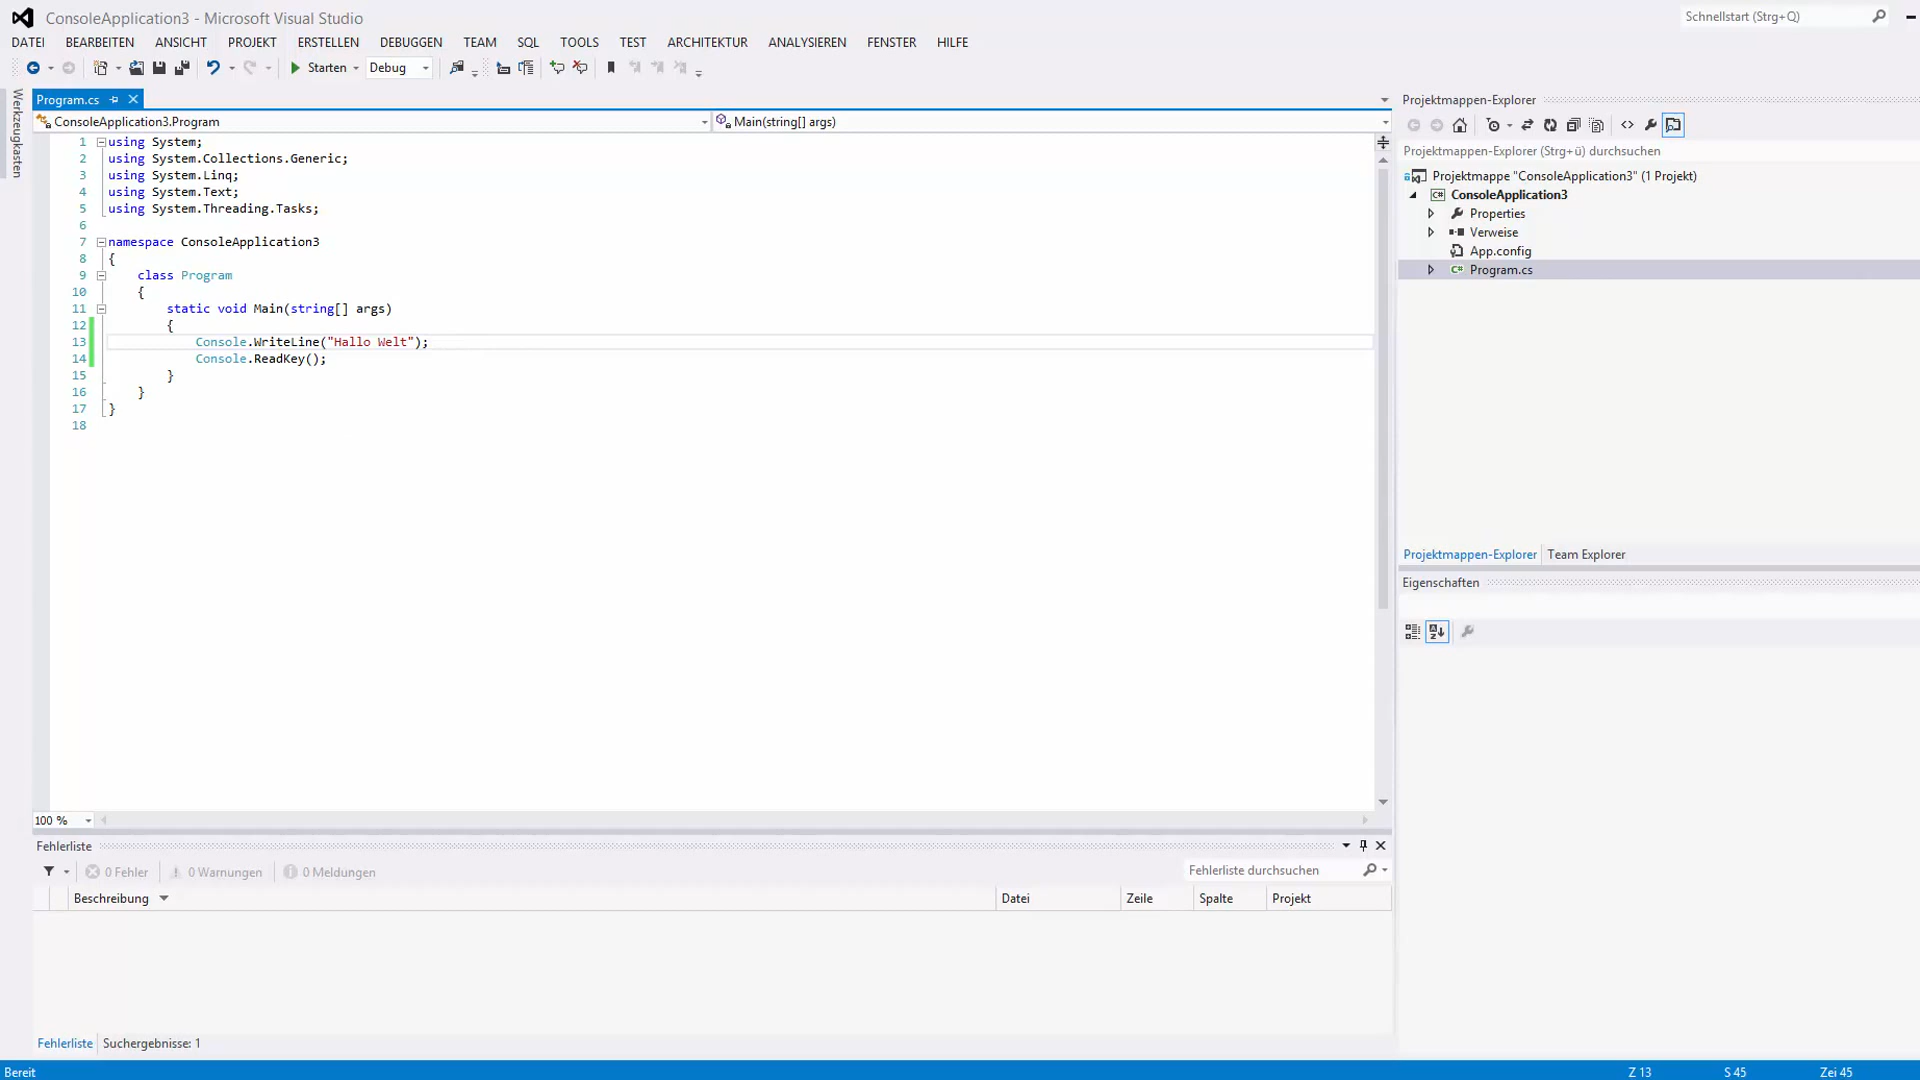 ConsoleApplication3 - Microsoft Visual Studio
Schnellstart (Strg+Q)
DATEI BEARBEITEN ANSICHT PROJEKT ERSTELLEN DEBUGGEN TEAM SQL TOOLS TEST ARCHITEKTUR ANALYSIEREN FENSTER HILFE
Starten Debug
Werkzeugkasten
Program.cs
ConsoleApplication3.Program
Main(string[] args)
1 using System;
2 using System.Collections.Generic;
3 using System.Linq;
4 using System.Text;
5 using System.Threading.Tasks;
6
7 namespace ConsoleApplication3
8 {
9 class Program
10 {
11 static void Main(string[] args)
12 {
13 Console.WriteLine("Hallo Welt");
14 Console.ReadKey();
15 }
16 }
17 }
18
100 %
Projektmappen-Explorer
Projektmappen-Explorer (Strg+ü) durchsuchen
Projektmappe "ConsoleApplication3" (1 Projekt)
C# ConsoleApplication3
Properties
Verweise
App.config
C# Program.cs
Projektmappen-Explorer Team Explorer
Eigenschaften
Fehlerliste
0 Fehler 0 Warnungen 0 Meldungen
Fehlerliste durchsuchen
Beschreibung Datei Zeile Spalte Projekt
Fehlerliste Suchergebnisse: 1
Bereit Z 13 S 45 Zei 45